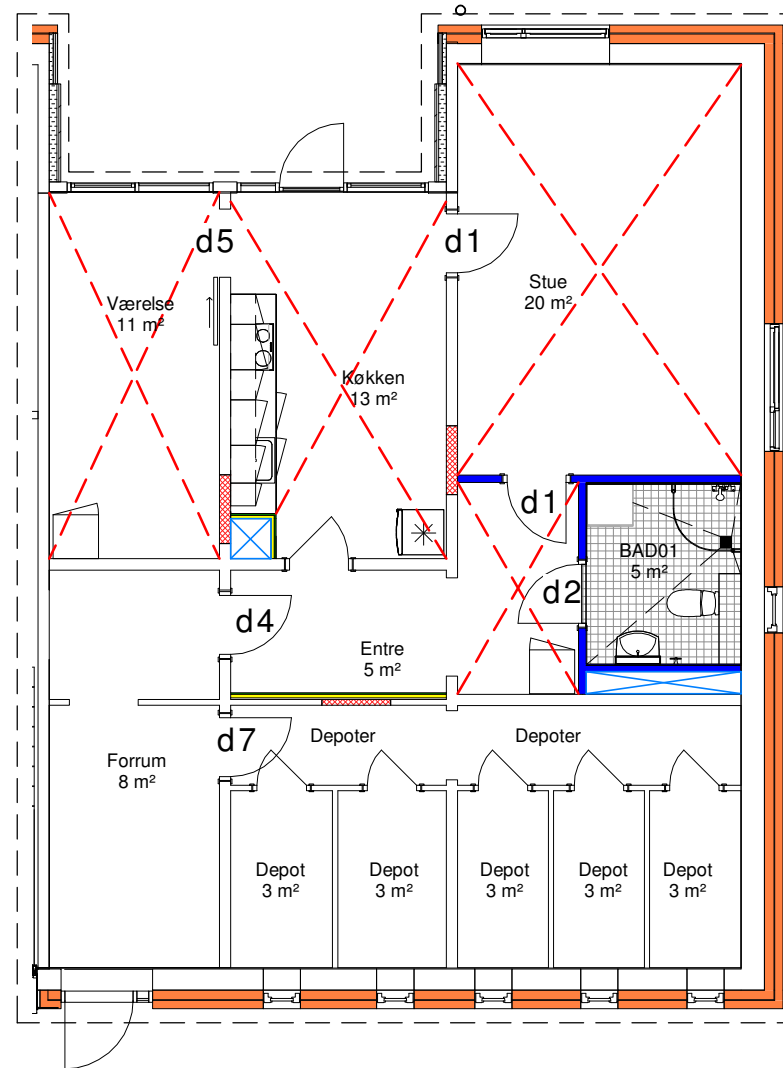 d5
d1
Værelse
11 m²
Stue
20 m²
Køkken
13 m²
d1
BAD01
5 m²
d2
d4
Entre
5 m²
d7
Depoter
Depoter
Forrum
8 m²
Depot
3 m²
Depot
3 m²
Depot
3 m²
Depot
3 m²
Depot
3 m²